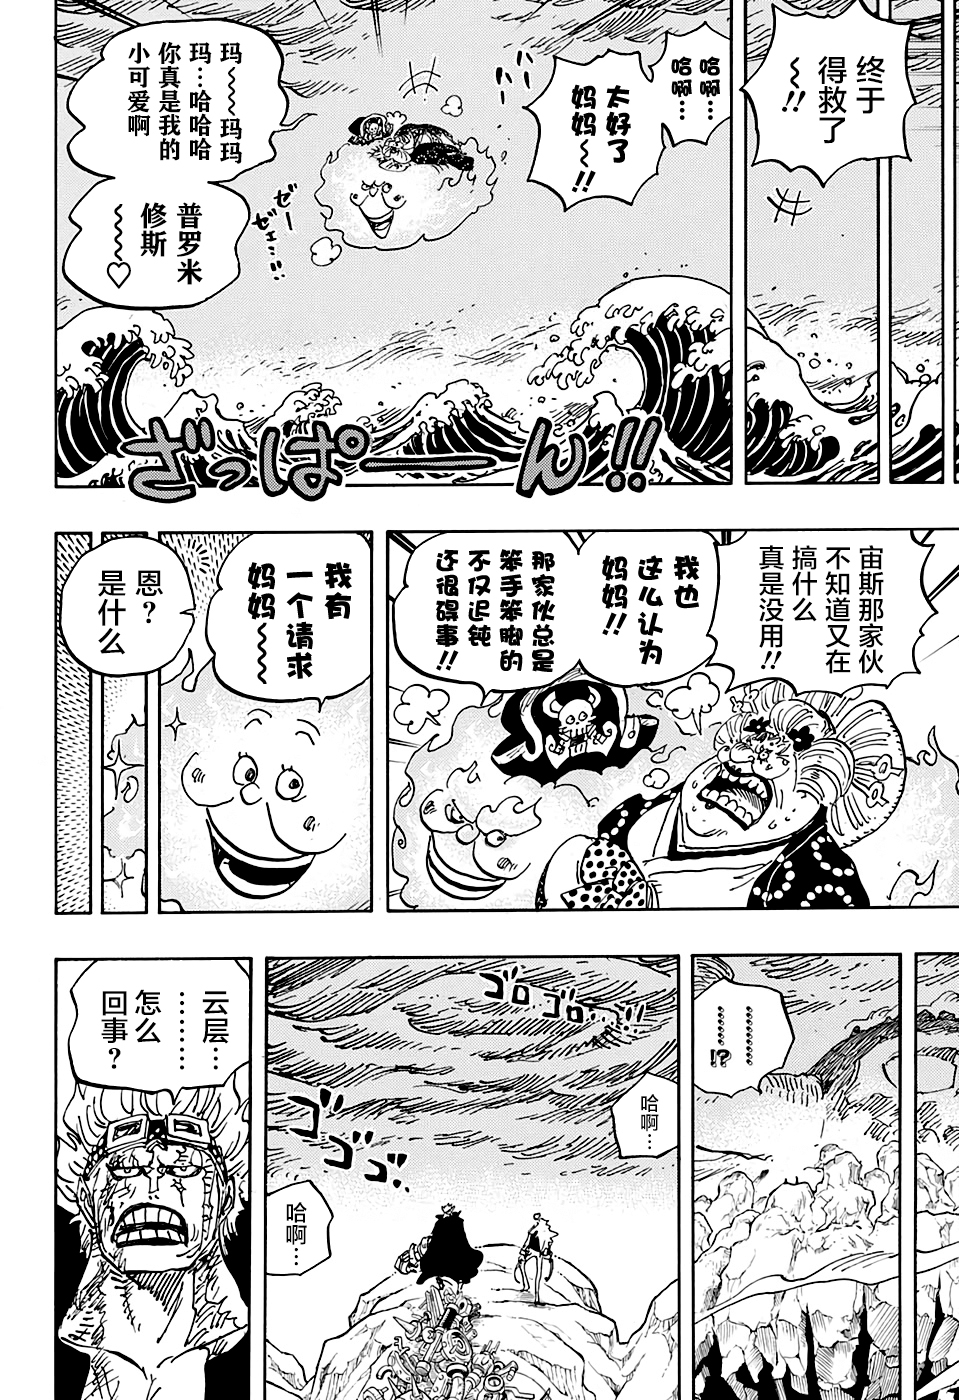 终于
得救了
～!!
哈啊…
哈啊…
太好了
妈妈～!!
玛～～玛玛
玛…哈哈哈
你真是我的
小可爱啊
普罗米
修斯
～～♡
ゼー
ゼェ…
ざっぱーーん!!
宙斯那家伙
不知道又在
搞什么
真是没用!!
我也
这么认为
妈妈!!
那家伙总是
笨手笨脚的
不仅迟钝
还很碍事!!
我有
一个请求
妈妈～～
恩?
是什么
…………
…………!?
ゴロゴロ…
ゴゴゴ…
哈啊…
哈啊…
云层…
………
怎么
回事?